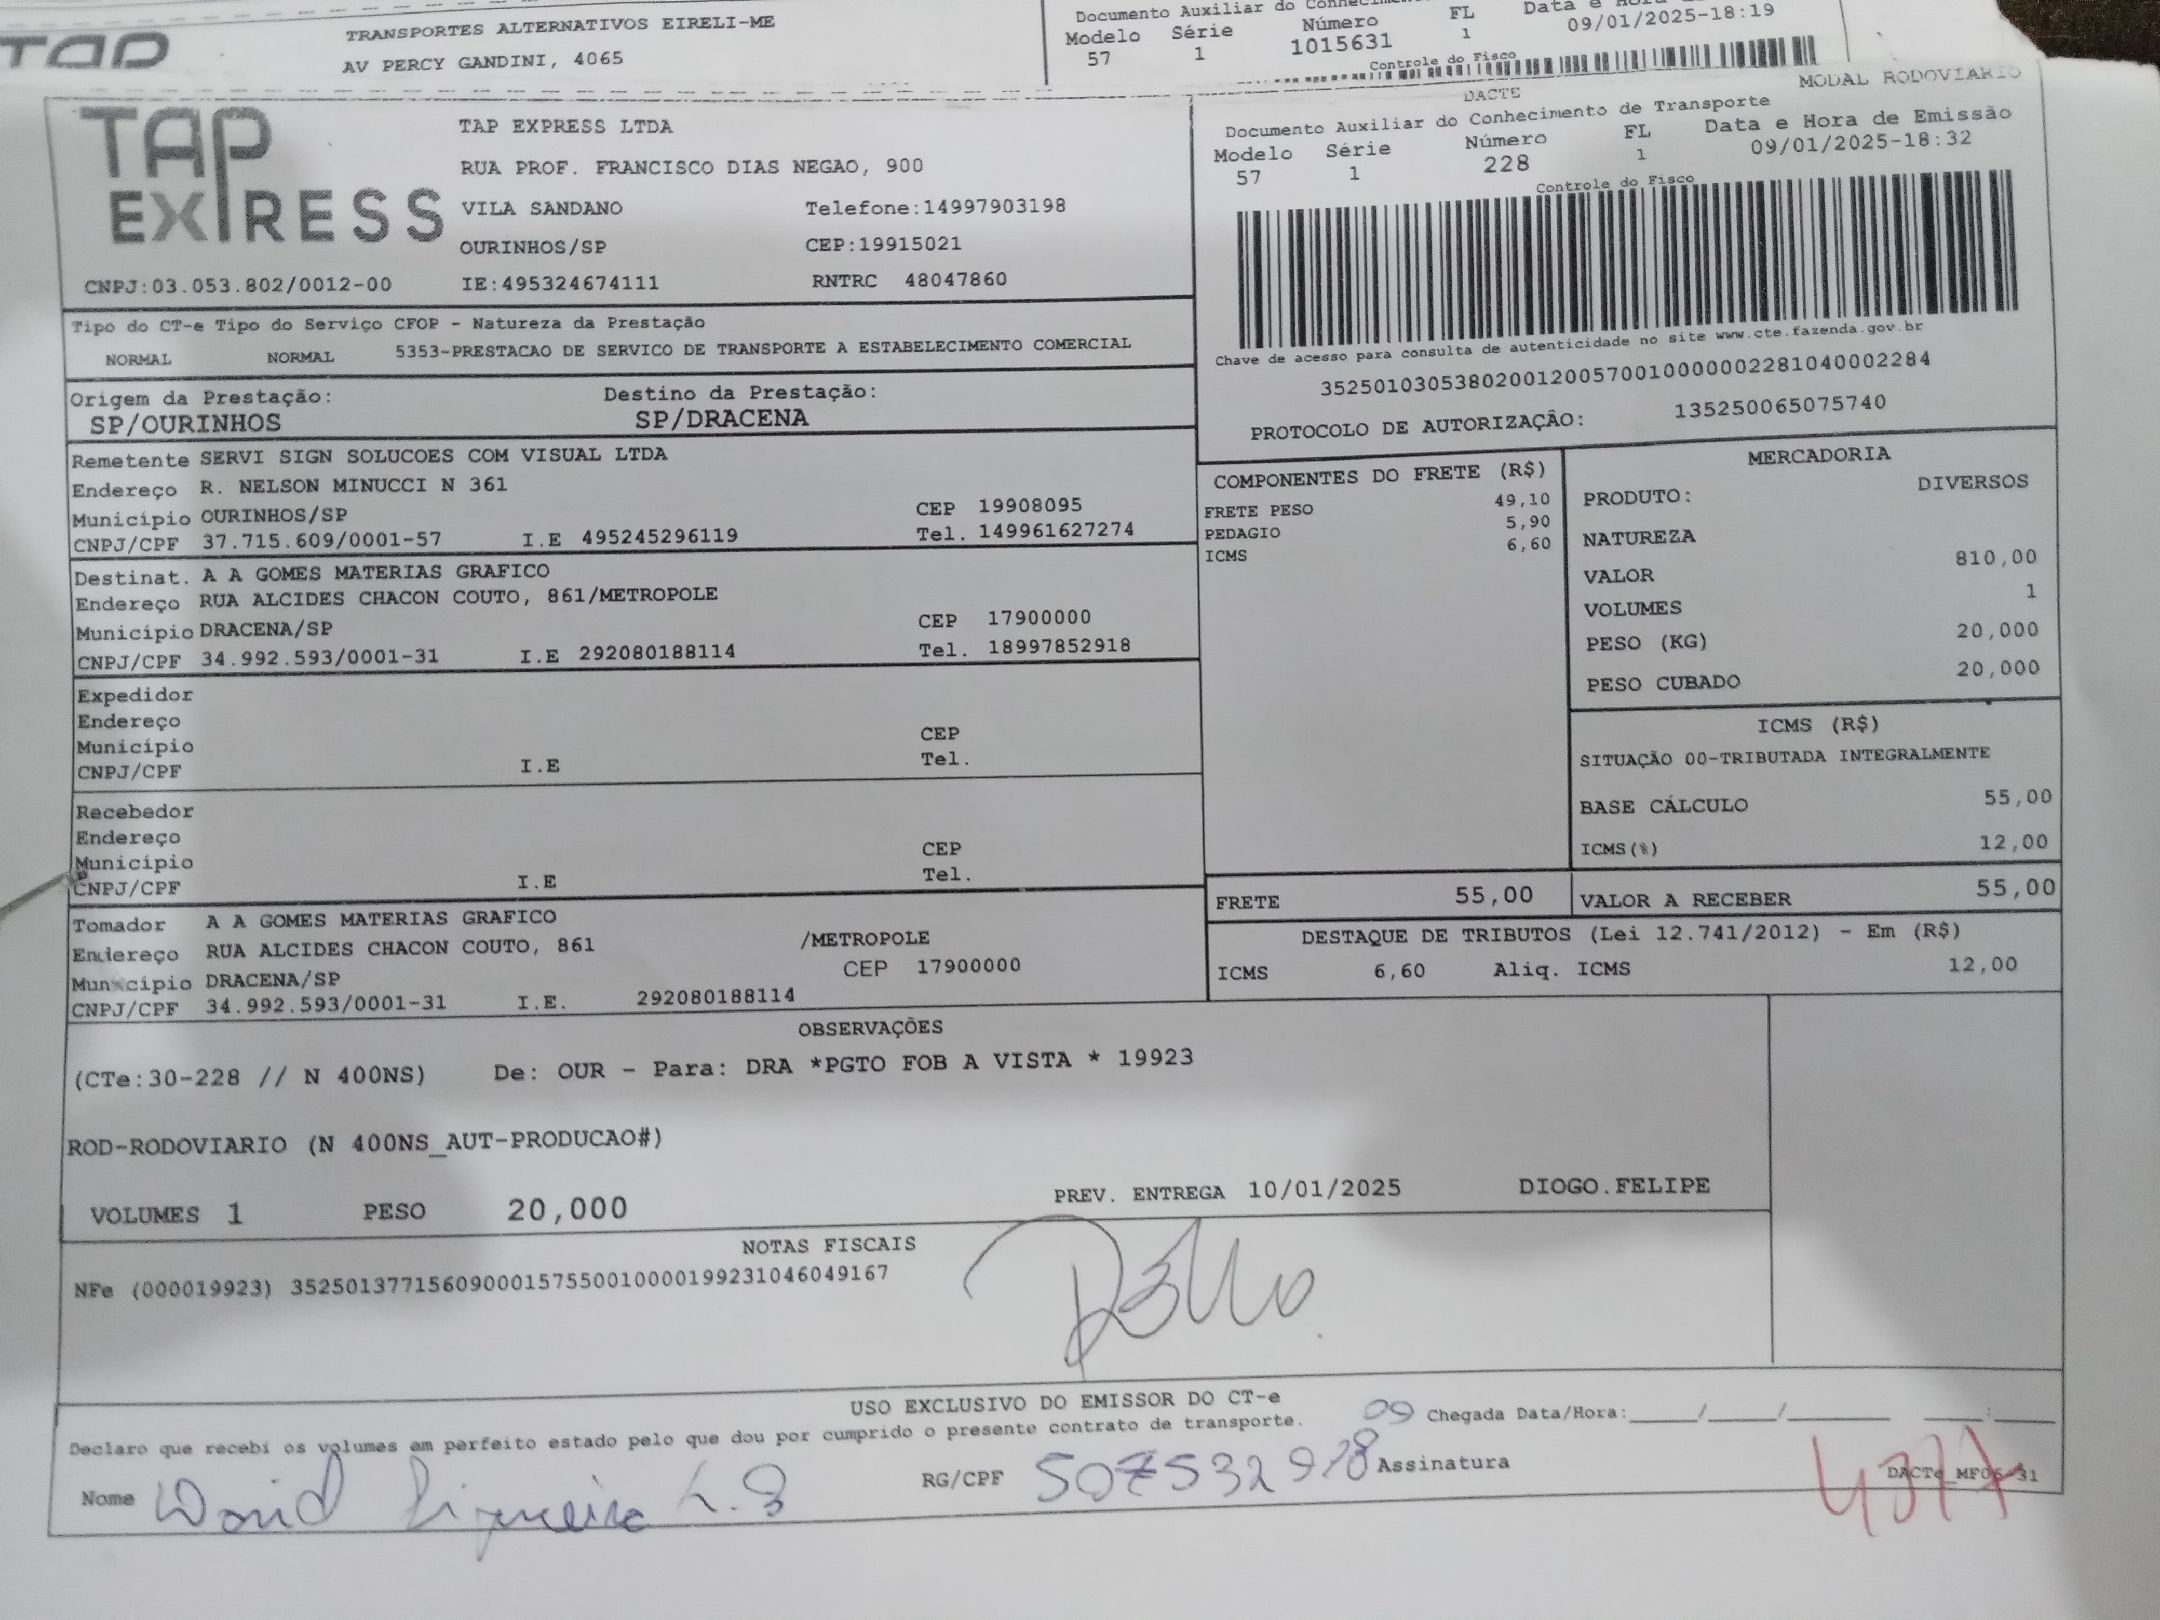 TAP
TRANSPORTES ALTERNATIVOS EIRELI-ME
AV PERCY GANDINI, 4065
Modelo Série Número FL
57 1 1015631 1 09/01/2025-18:19
Controle do Fisco
MODAL RODOVIARIO
TAP EXPRESS
TAP EXPRESS LTDA
RUA PROF. FRANCISCO DIAS NEGAO, 900
VILA SANDANO Telefone:14997903198
OURINHOS/SP CEP:19915021
CNPJ:03.053.802/0012-00 IE:495324674111 RNTRC 48047860
DACTE
Documento Auxiliar do Conhecimento de Transporte
Modelo Série Número FL Data e Hora de Emissão
57 1 228 1 09/01/2025-18:32
Controle do Fisco
Chave de acesso para consulta de autenticidade no site www.cte.fazenda.gov.br
35250103053802001200570010000002281040002284
PROTOCOLO DE AUTORIZAÇÃO: 135250065075740
Tipo do CT-e Tipo do Serviço CFOP - Natureza da Prestação
NORMAL NORMAL 5353-PRESTACAO DE SERVICO DE TRANSPORTE A ESTABELECIMENTO COMERCIAL
Origem da Prestação: Destino da Prestação:
SP/OURINHOS SP/DRACENA
Remetente SERVI SIGN SOLUCOES COM VISUAL LTDA
Endereço R. NELSON MINUCCI N 361
Município OURINHOS/SP CEP 19908095
CNPJ/CPF 37.715.609/0001-57 I.E 495245296119 Tel. 149961627274
Destinat. A A GOMES MATERIAS GRAFICO
Endereço RUA ALCIDES CHACON COUTO, 861/METROPOLE
Município DRACENA/SP CEP 17900000
CNPJ/CPF 34.992.593/0001-31 I.E 292080188114 Tel. 18997852918
Expedidor
Endereço
Município CEP
CNPJ/CPF I.E Tel.
Recebedor
Endereço
Município CEP
CNPJ/CPF I.E Tel.
Tomador A A GOMES MATERIAS GRAFICO
Endereço RUA ALCIDES CHACON COUTO, 861 /METROPOLE
Município DRACENA/SP CEP 17900000
CNPJ/CPF 34.992.593/0001-31 I.E. 292080188114
COMPONENTES DO FRETE (R$)
FRETE PESO 49,10
PEDAGIO 5,90
ICMS 6,60
MERCADORIA
PRODUTO: DIVERSOS
NATUREZA
VALOR 810,00
VOLUMES 1
PESO (KG) 20,000
PESO CUBADO 20,000
ICMS (R$)
SITUAÇÃO 00-TRIBUTADA INTEGRALMENTE
BASE CÁLCULO 55,00
ICMS(%) 12,00
FRETE 55,00 VALOR A RECEBER 55,00
DESTAQUE DE TRIBUTOS (Lei 12.741/2012) - Em (R$)
ICMS 6,60 Aliq. ICMS 12,00
OBSERVAÇÕES
(CTe:30-228 // N 400NS) De: OUR - Para: DRA *PGTO FOB A VISTA * 19923
ROD-RODOVIARIO (N 400NS_AUT-PRODUCAO#)
VOLUMES 1 PESO 20,000 PREV. ENTREGA 10/01/2025 DIOGO.FELIPE
NOTAS FISCAIS
NFe (000019923) 35250137715609000157550010000199231046049167
USO EXCLUSIVO DO EMISSOR DO CT-e
Declaro que recebi os volumes em perfeito estado pelo que dou por cumprido o presente contrato de transporte. 09 Chegada Data/Hora:____/____/______ ____:____
Nome David Siqueira RG/CPF Assinatura